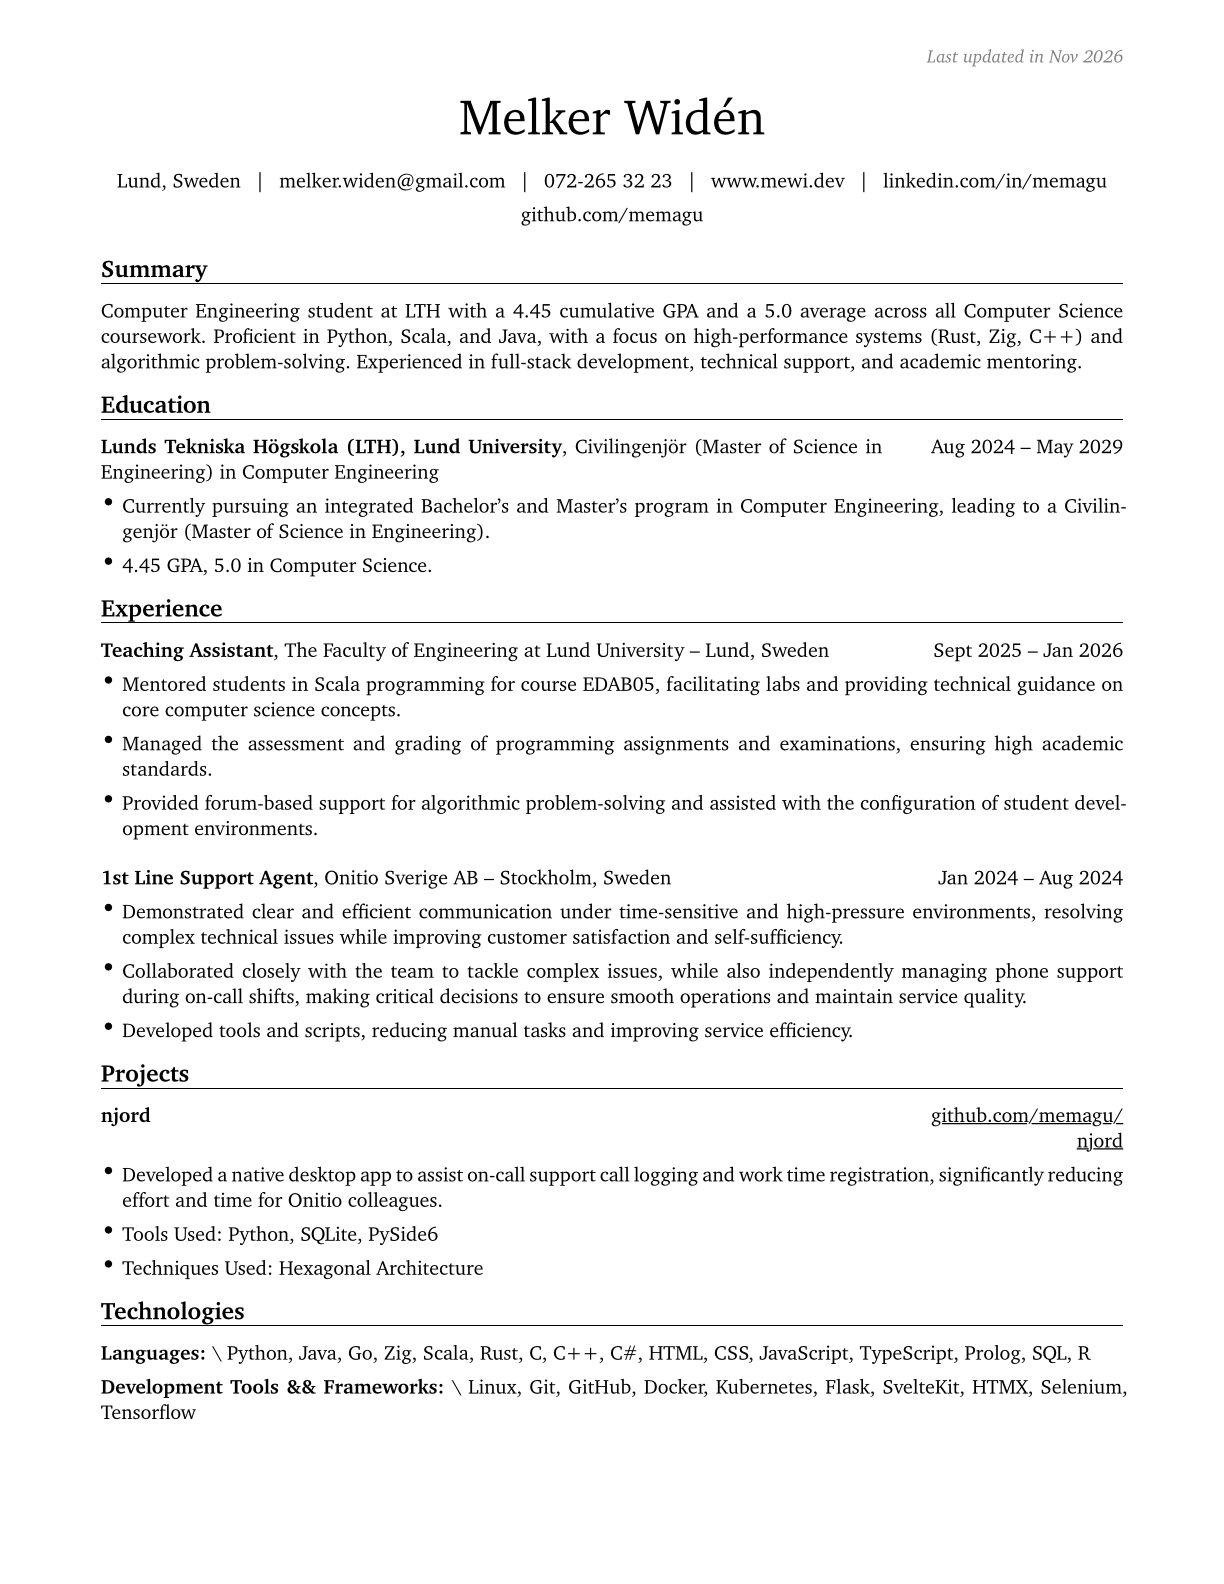 Last updated in Nov 2026
Melker Widén
Lund, Sweden | melker.widen@gmail.com | 072-265 32 23 | www.mewi.dev | linkedin.com/in/memagu
github.com/memagu
Summary
Computer Engineering student at LTH with a 4.45 cumulative GPA and a 5.0 average across all Computer Science
coursework. Proficient in Python, Scala, and Java, with a focus on high-performance systems (Rust, Zig, C++) and
algorithmic problem-solving. Experienced in full-stack development, technical support, and academic mentoring.
Education
Lunds Tekniska Högskola (LTH), Lund University, Civilingenjör (Master of Science in Aug 2024 – May 2029
Engineering) in Computer Engineering
• Currently pursuing an integrated Bachelor’s and Master’s program in Computer Engineering, leading to a Civilin-
genjör (Master of Science in Engineering).
• 4.45 GPA, 5.0 in Computer Science.
Experience
Teaching Assistant, The Faculty of Engineering at Lund University – Lund, Sweden Sept 2025 – Jan 2026
• Mentored students in Scala programming for course EDAB05, facilitating labs and providing technical guidance on
core computer science concepts.
• Managed the assessment and grading of programming assignments and examinations, ensuring high academic
standards.
• Provided forum-based support for algorithmic problem-solving and assisted with the configuration of student devel-
opment environments.
1st Line Support Agent, Onitio Sverige AB – Stockholm, Sweden Jan 2024 – Aug 2024
• Demonstrated clear and efficient communication under time-sensitive and high-pressure environments, resolving
complex technical issues while improving customer satisfaction and self-sufficiency.
• Collaborated closely with the team to tackle complex issues, while also independently managing phone support
during on-call shifts, making critical decisions to ensure smooth operations and maintain service quality.
• Developed tools and scripts, reducing manual tasks and improving service efficiency.
Projects
njord github.com/memagu/
njord
• Developed a native desktop app to assist on-call support call logging and work time registration, significantly reducing
effort and time for Onitio colleagues.
• Tools Used: Python, SQLite, PySide6
• Techniques Used: Hexagonal Architecture
Technologies
Languages: \ Python, Java, Go, Zig, Scala, Rust, C, C++, C#, HTML, CSS, JavaScript, TypeScript, Prolog, SQL, R
Development Tools && Frameworks: \ Linux, Git, GitHub, Docker, Kubernetes, Flask, SvelteKit, HTMX, Selenium,
Tensorflow